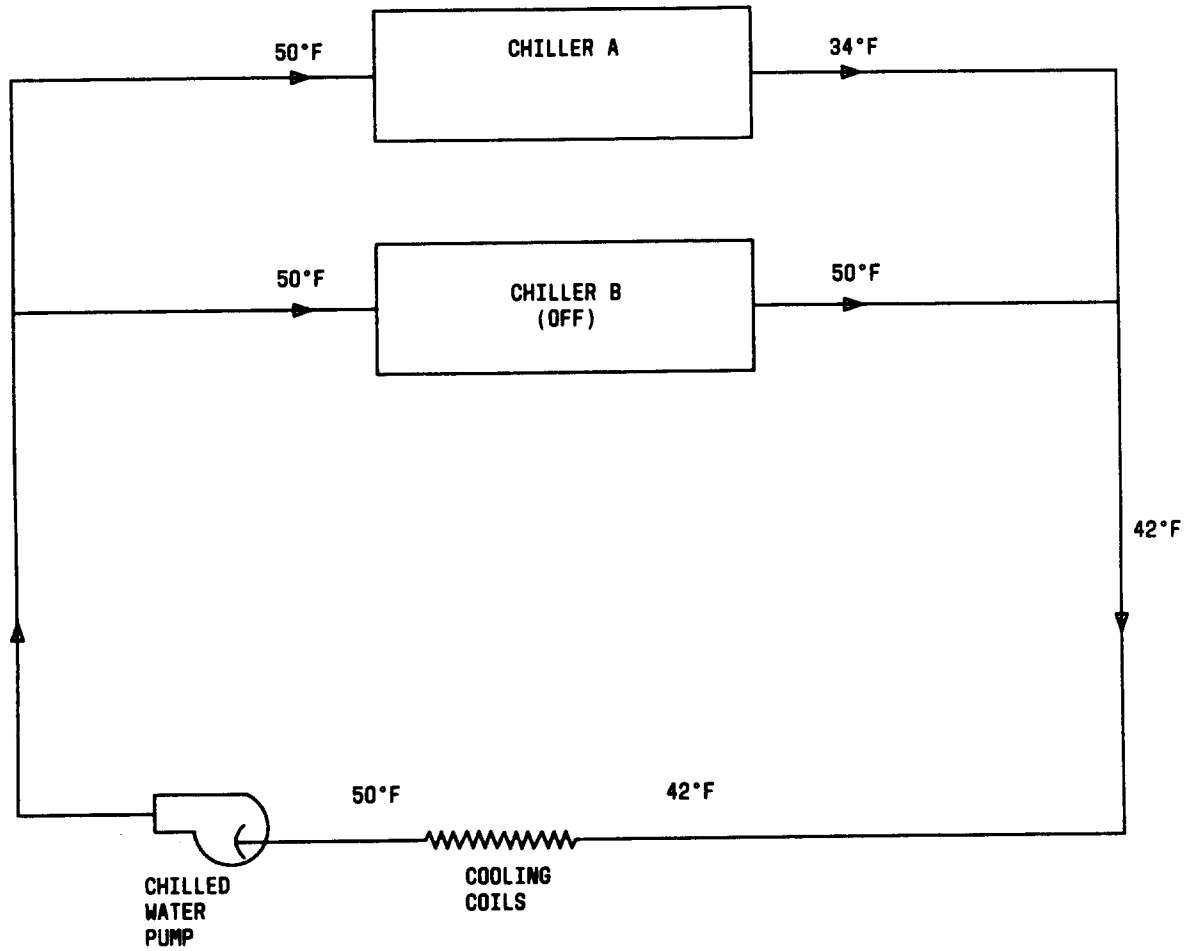 50°F
CHILLER A
34°F
50°F
CHILLER B
(OFF)
50°F
42°F
50°F
42°F
CHILLED
WATER
PUMP
COOLING
COILS